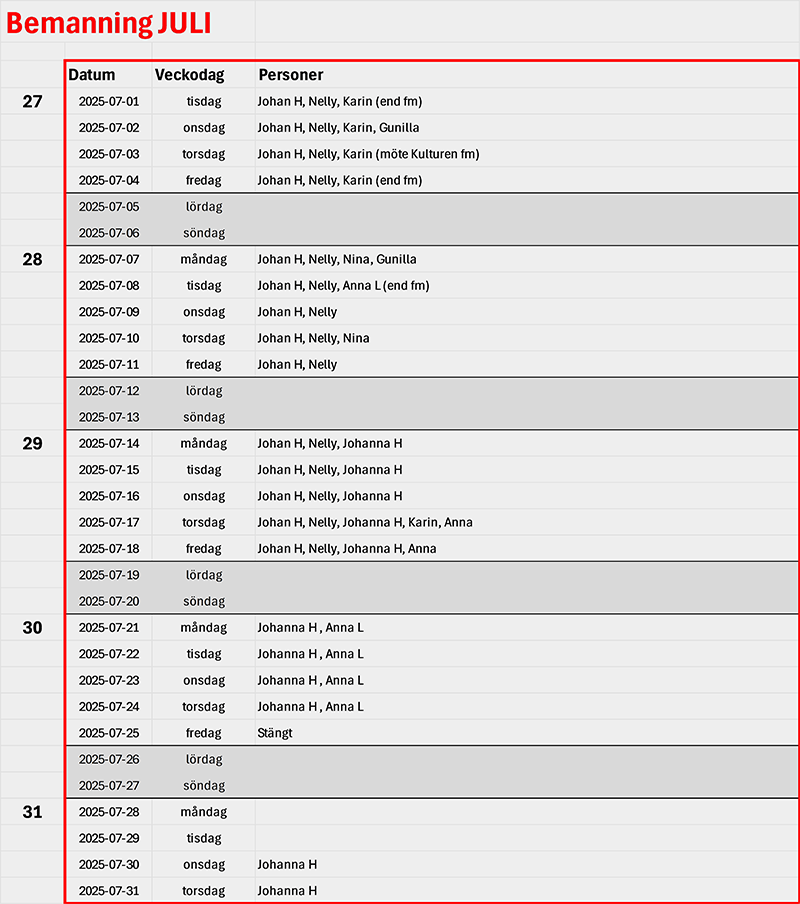 Bemanning JULI
Datum Veckodag Personer
27 2025-07-01 tisdag Johan H, Nelly, Karin (end fm)
2025-07-02 onsdag Johan H, Nelly, Karin, Gunilla
2025-07-03 torsdag Johan H, Nelly, Karin (möte Kulturen fm)
2025-07-04 fredag Johan H, Nelly, Karin (end fm)
2025-07-05 lördag
2025-07-06 söndag
28 2025-07-07 måndag Johan H, Nelly, Nina, Gunilla
2025-07-08 tisdag Johan H, Nelly, Anna L (end fm)
2025-07-09 onsdag Johan H, Nelly
2025-07-10 torsdag Johan H, Nelly, Nina
2025-07-11 fredag Johan H, Nelly
2025-07-12 lördag
2025-07-13 söndag
29 2025-07-14 måndag Johan H, Nelly, Johanna H
2025-07-15 tisdag Johan H, Nelly, Johanna H
2025-07-16 onsdag Johan H, Nelly, Johanna H
2025-07-17 torsdag Johan H, Nelly, Johanna H, Karin, Anna
2025-07-18 fredag Johan H, Nelly, Johanna H, Anna
2025-07-19 lördag
2025-07-20 söndag
30 2025-07-21 måndag Johanna H , Anna L
2025-07-22 tisdag Johanna H , Anna L
2025-07-23 onsdag Johanna H , Anna L
2025-07-24 torsdag Johanna H , Anna L
2025-07-25 fredag Stängt
2025-07-26 lördag
2025-07-27 söndag
31 2025-07-28 måndag
2025-07-29 tisdag
2025-07-30 onsdag Johanna H
2025-07-31 torsdag Johanna H